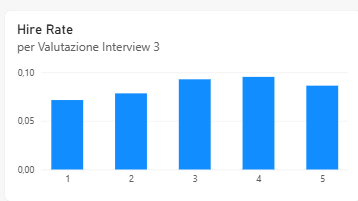 Hire Rate
per Valutazione Interview 3
0,10
0,05
0,00
1 2 3 4 5